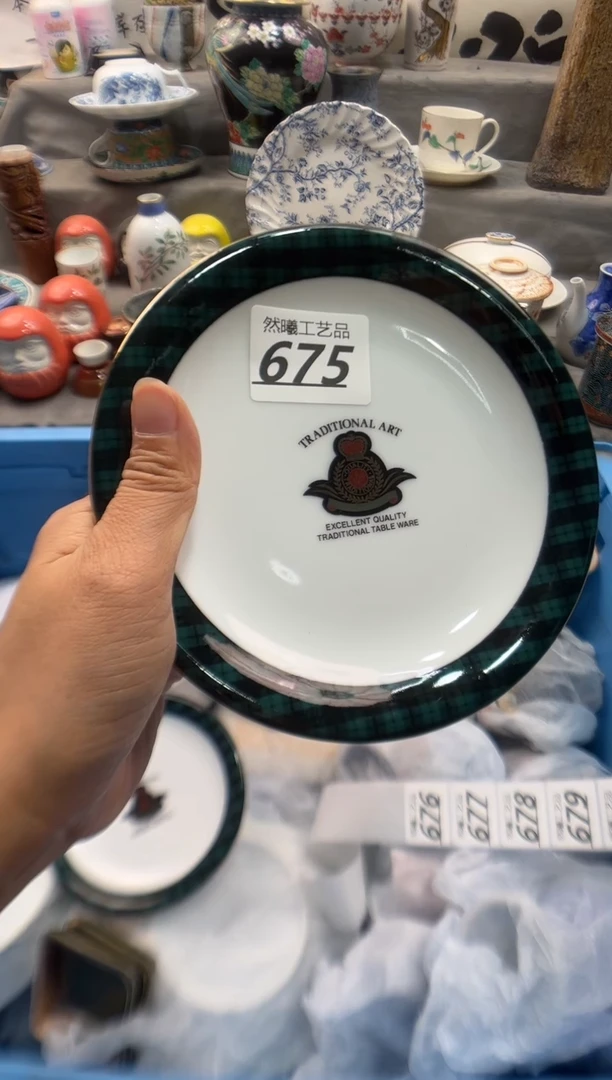 然曦工艺品
675
TRADITIONAL ART
EXCELLENT QUALITY
TRADITIONAL TABLE WARE
676
677
678
679